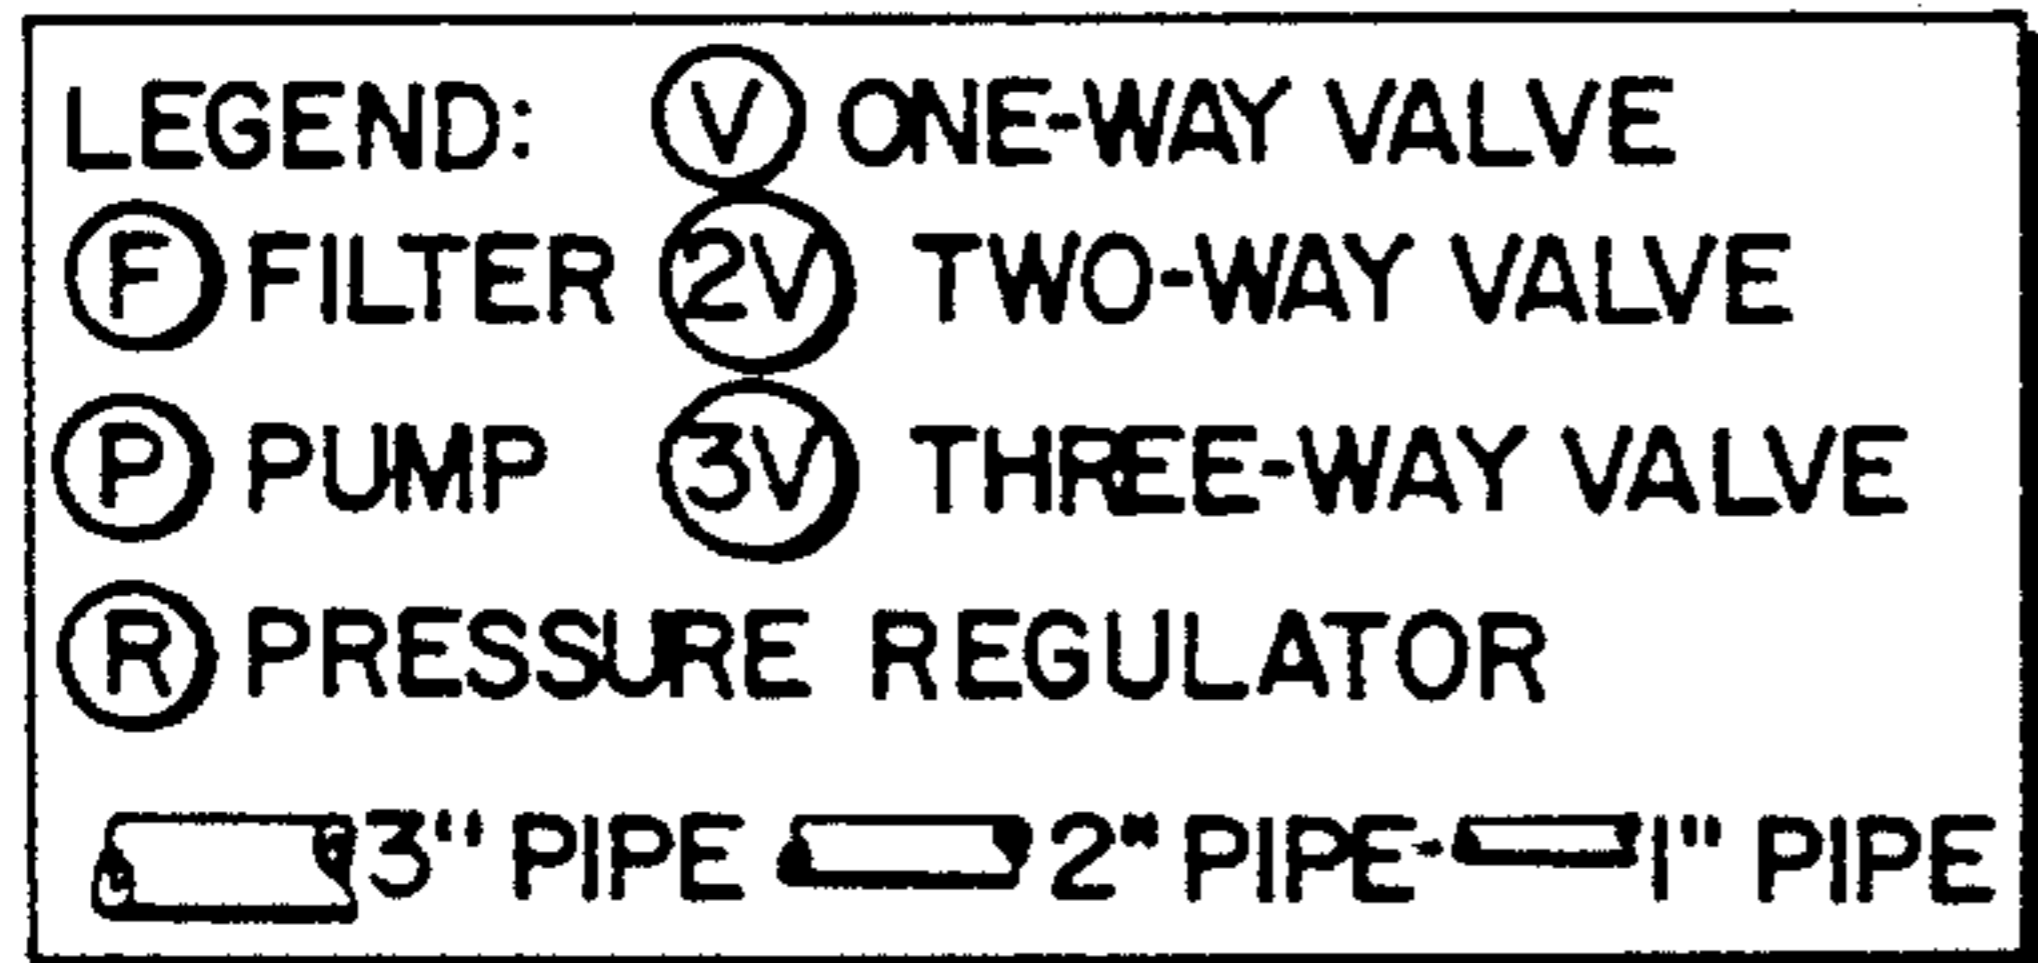 LEGEND: V ONE-WAY VALVE
F FILTER 2V TWO-WAY VALVE
P PUMP 3V THREE-WAY VALVE
R PRESSURE REGULATOR
3" PIPE 2" PIPE 1" PIPE